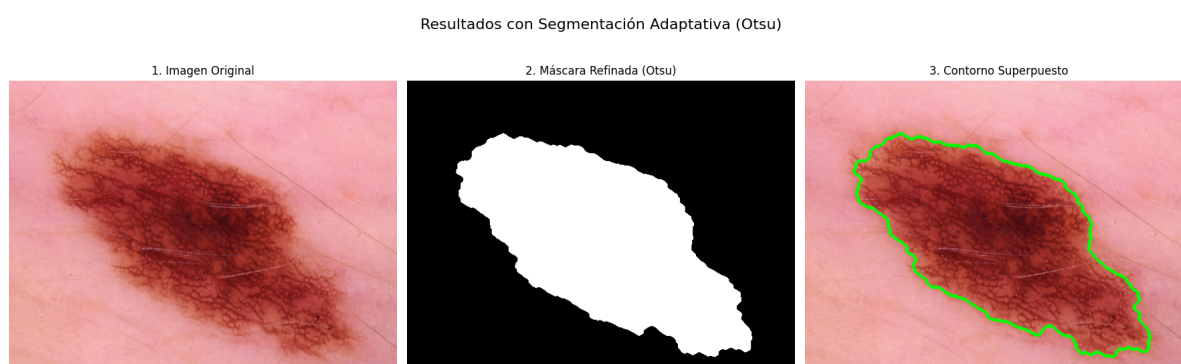 Resultados con Segmentación Adaptativa (Otsu)
1. Imagen Original
2. Máscara Refinada (Otsu)
3. Contorno Superpuesto